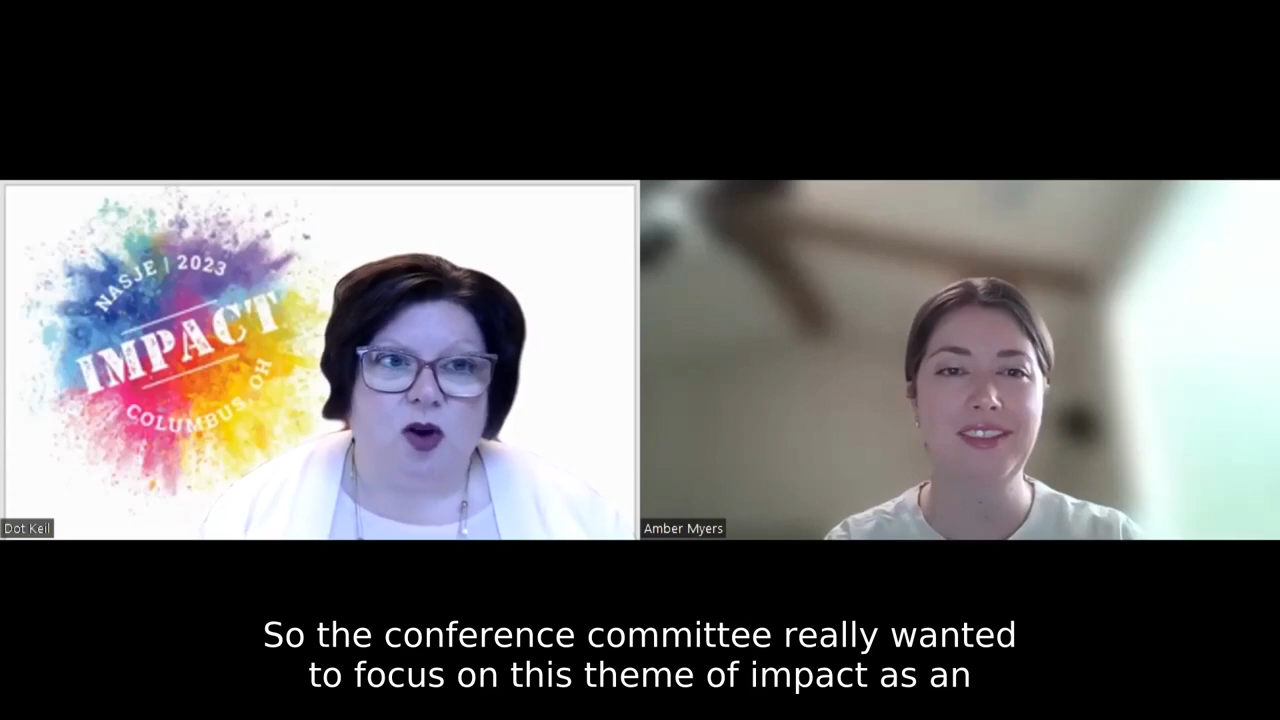 NASJE | 2023
IMPACT
COLUMBUS, OH
Dot Keil
Amber Myers
So the conference committee really wanted
to focus on this theme of impact as an